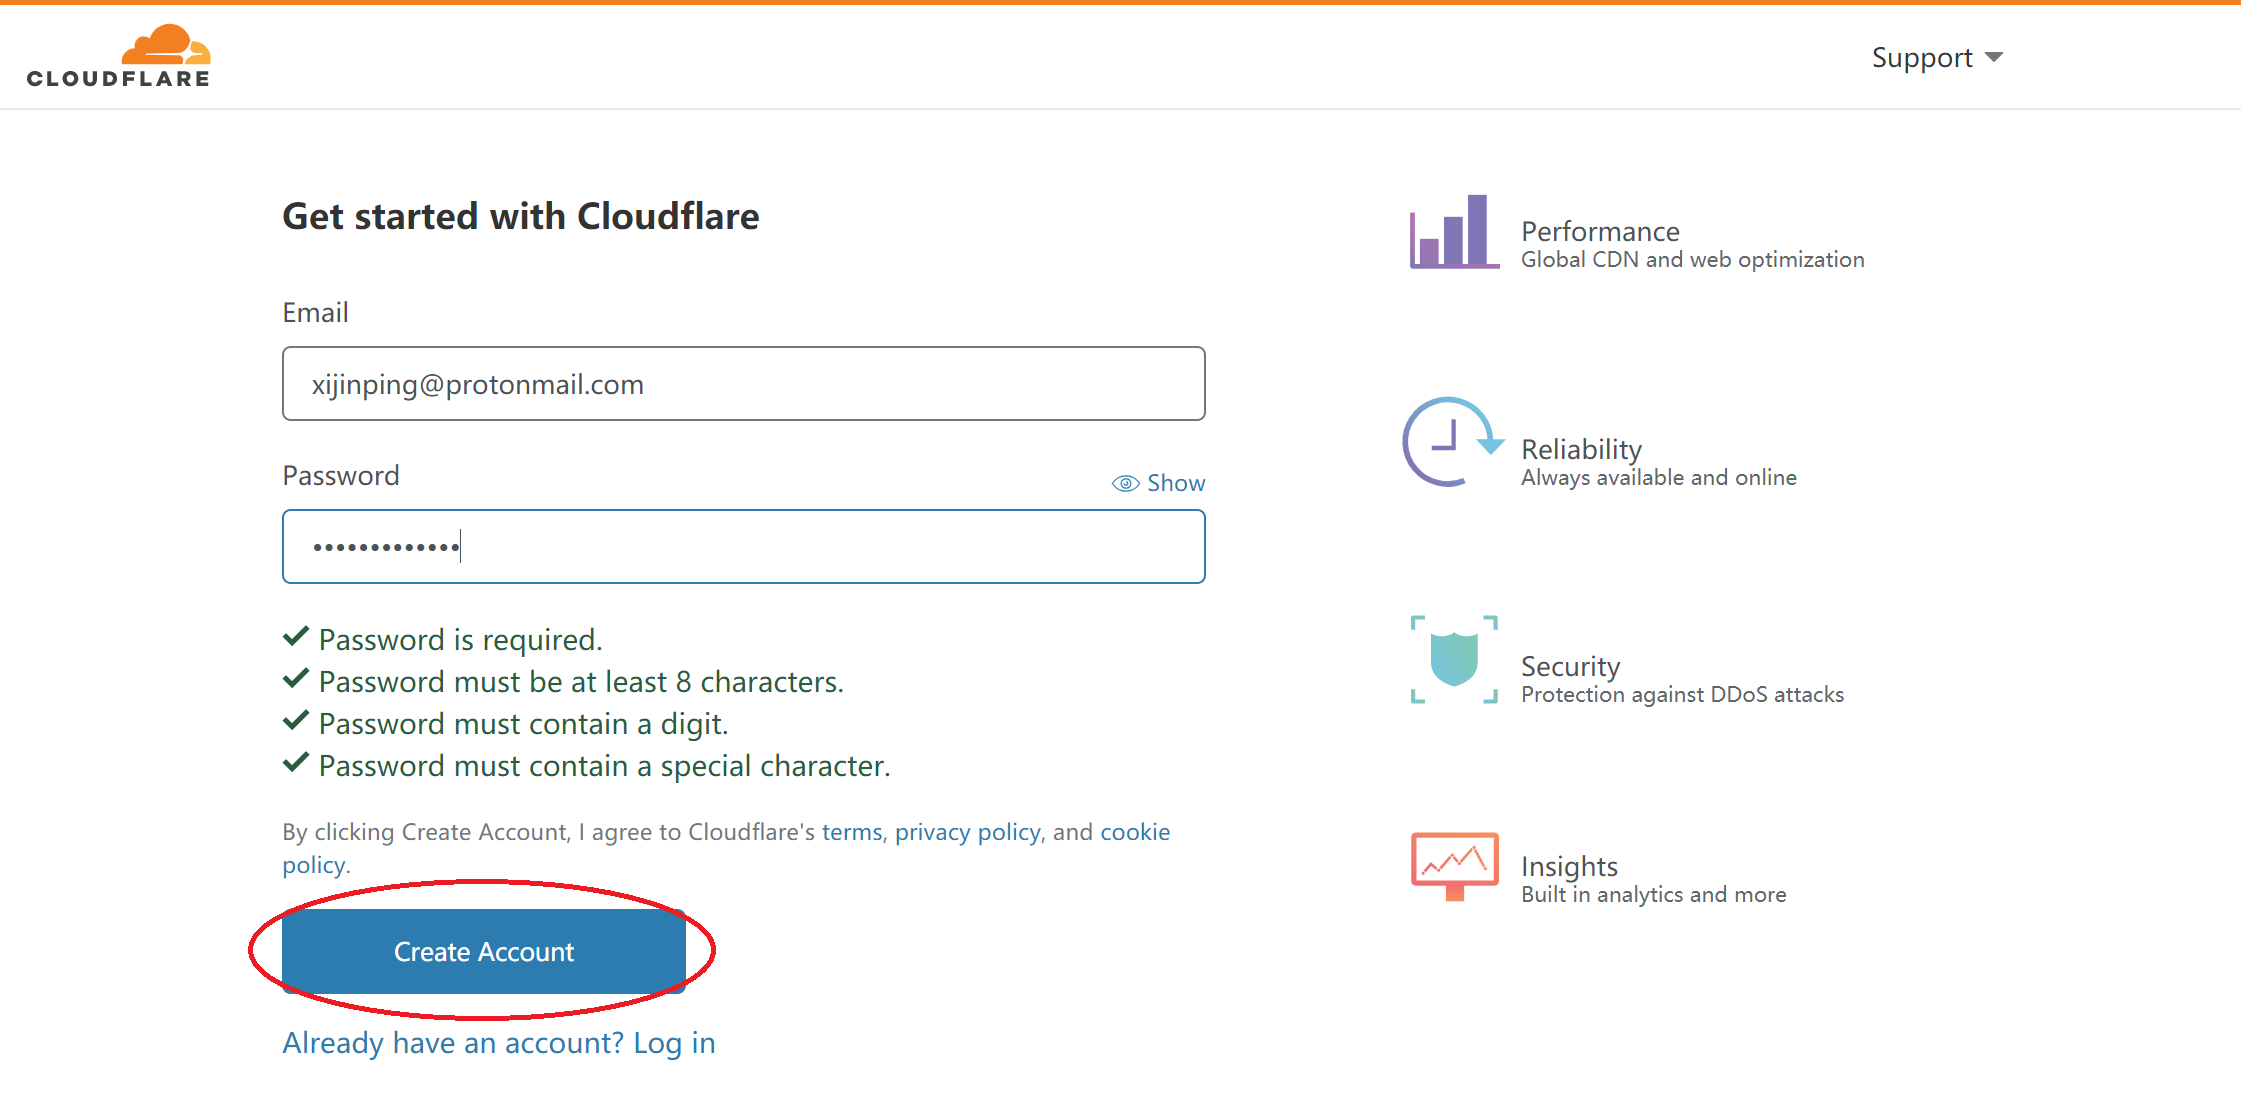 CLOUDFLARE
Support
Get started with Cloudflare
Email
xijinping@protonmail.com
Password
Show
•••••••••••••
Password is required.
Password must be at least 8 characters.
Password must contain a digit.
Password must contain a special character.
By clicking Create Account, I agree to Cloudflare's terms, privacy policy, and cookie
policy.
Create Account
Already have an account? Log in
Performance
Global CDN and web optimization
Reliability
Always available and online
Security
Protection against DDoS attacks
Insights
Built in analytics and more